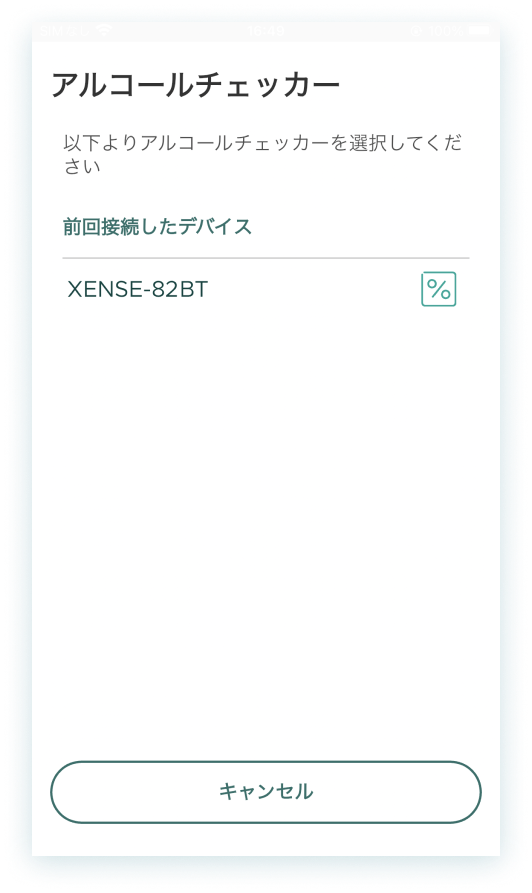 アルコールチェッカー
以下よりアルコールチェッカーを選択してくだ
さい
前回接続したデバイス
XENSE-82BT
%
キャンセル